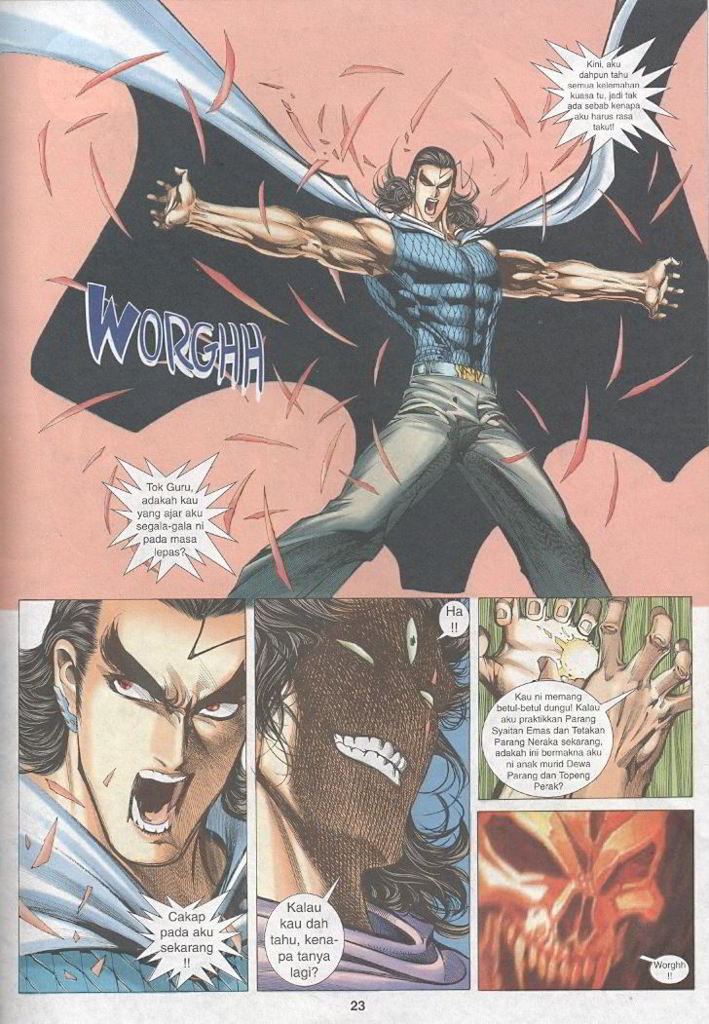 Kini, aku
dahpun tahu
semua kelemahan
kuasa tu, jadi tak
ada sebab kenapa
aku harus rasa
takut!
WORGHH
Tok Guru,
adakah kau
yang ajar aku
segala-gala ni
pada masa
lepas?
Cakap
pada aku
sekarang
!!
Ha
!!
Kalau
kau dah
tahu, kena-
pa tanya
lagi?
Kau ni memang
betul-betul dungu! Kalau
aku praktikkan Parang
Syaitan Emas dan Tetakan
Parang Neraka sekarang,
adakah ini bermakna aku
ni anak murid Dewa
Parang dan Topeng
Perak?
Worghh
!!
23